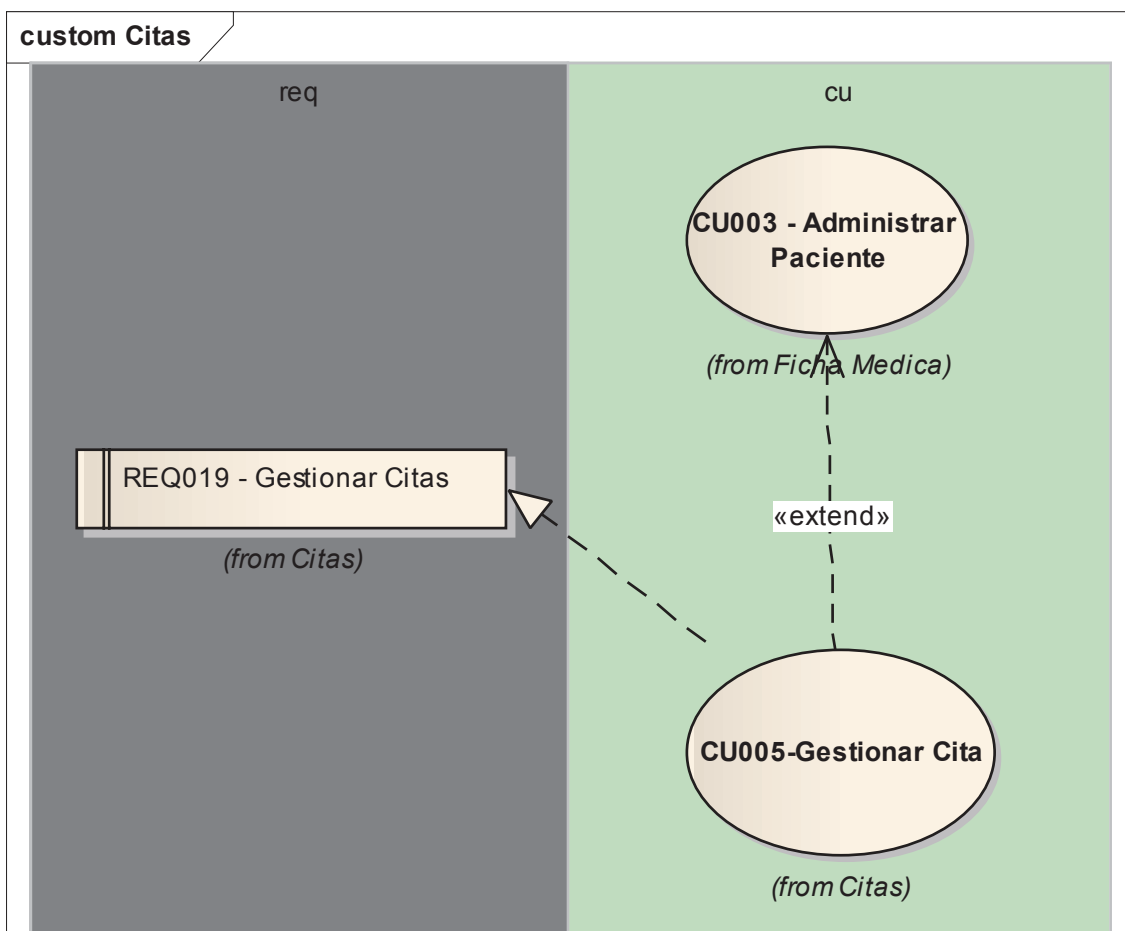 custom Citas
req
cu
CU003 - Administrar
Paciente
(from Ficha Medica)
REQ019 - Gestionar Citas
(from Citas)
«extend»
CU005-Gestionar Cita
(from Citas)